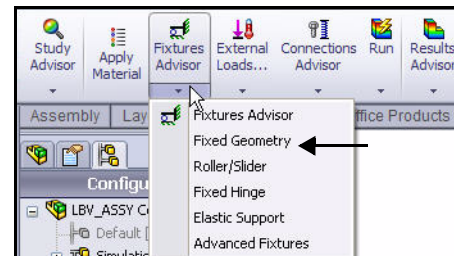 Study Advisor
Apply Material
Fixtures Advisor
External Loads...
Connections Advisor
Run
Results Advisor
Assembly
Lay
ffice Products
Fixtures Advisor
Fixed Geometry
Roller/Slider
Fixed Hinge
Elastic Support
Advanced Fixtures
Configu
LBV_ASSY C
Default [
Simulatio